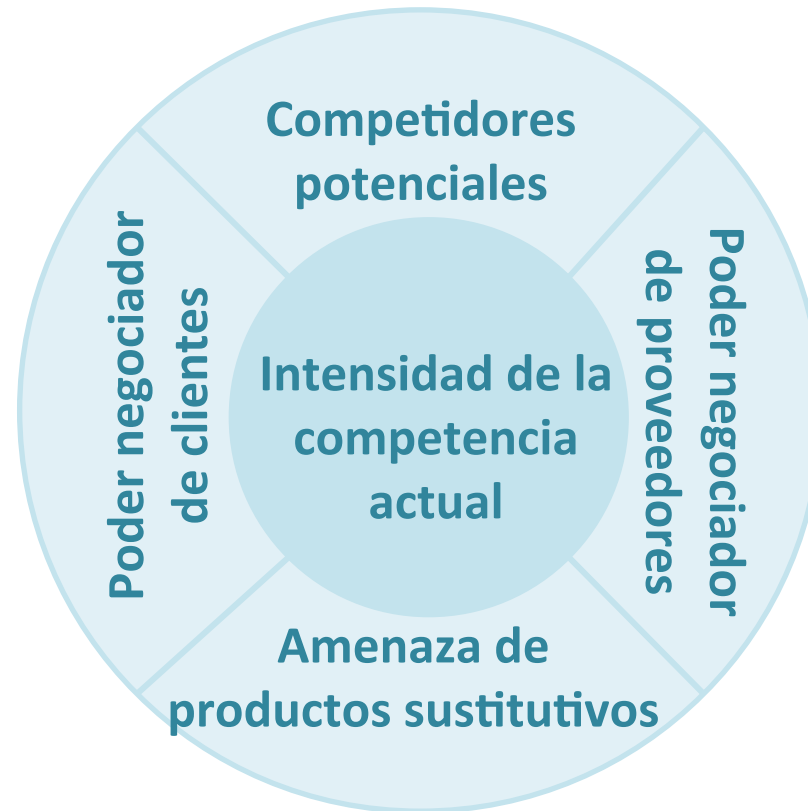 Competidores
potenciales
Poder negociador
de clientes
Intensidad de la
competencia
actual
Poder negociador
de proveedores
Amenaza de
productos sustitutivos